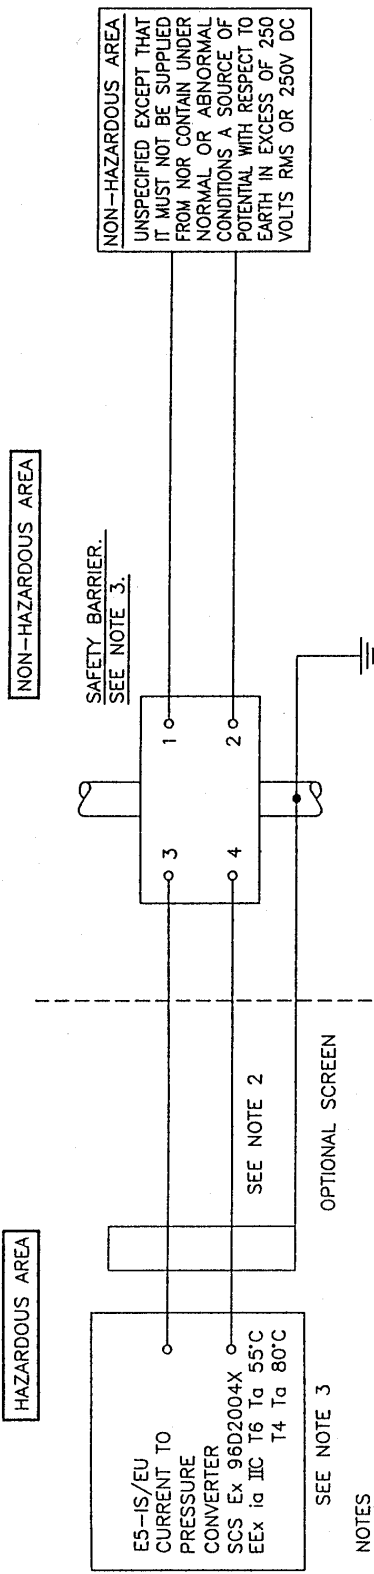 HAZARDOUS AREA
NON-HAZARDOUS AREA
E5-IS/EU
CURRENT TO
PRESSURE
CONVERTER
SCS Ex 96D2004X
EEx ia IIC T6 Ta 55°C
T4 Ta 80°C
SEE NOTE 3
SEE NOTE 2
OPTIONAL SCREEN
SAFETY BARRIER.
SEE NOTE 3.
3
1
4
2
NON-HAZARDOUS AREA
UNSPECIFIED EXCEPT THAT
IT MUST NOT BE SUPPLIED
FROM NOR CONTAIN UNDER
NORMAL OR ABNORMAL
CONDITIONS A SOURCE OF
POTENTIAL WITH RESPECT TO
EARTH IN EXCESS OF 250
VOLTS RMS OR 250V DC
NOTES